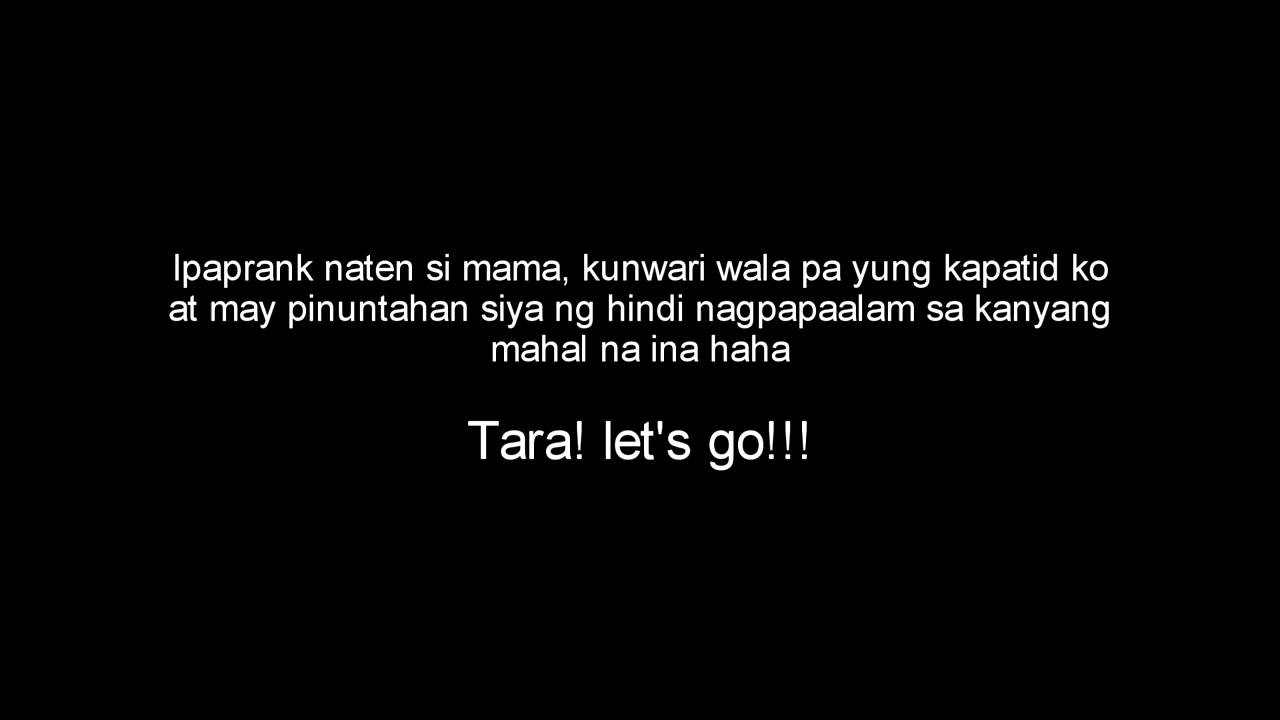 Ipaprank naten si mama, kunwari wala pa yung kapatid ko
at may pinuntahan siya ng hindi nagpapaalam sa kanyang
mahal na ina haha
Tara! let's go!!!